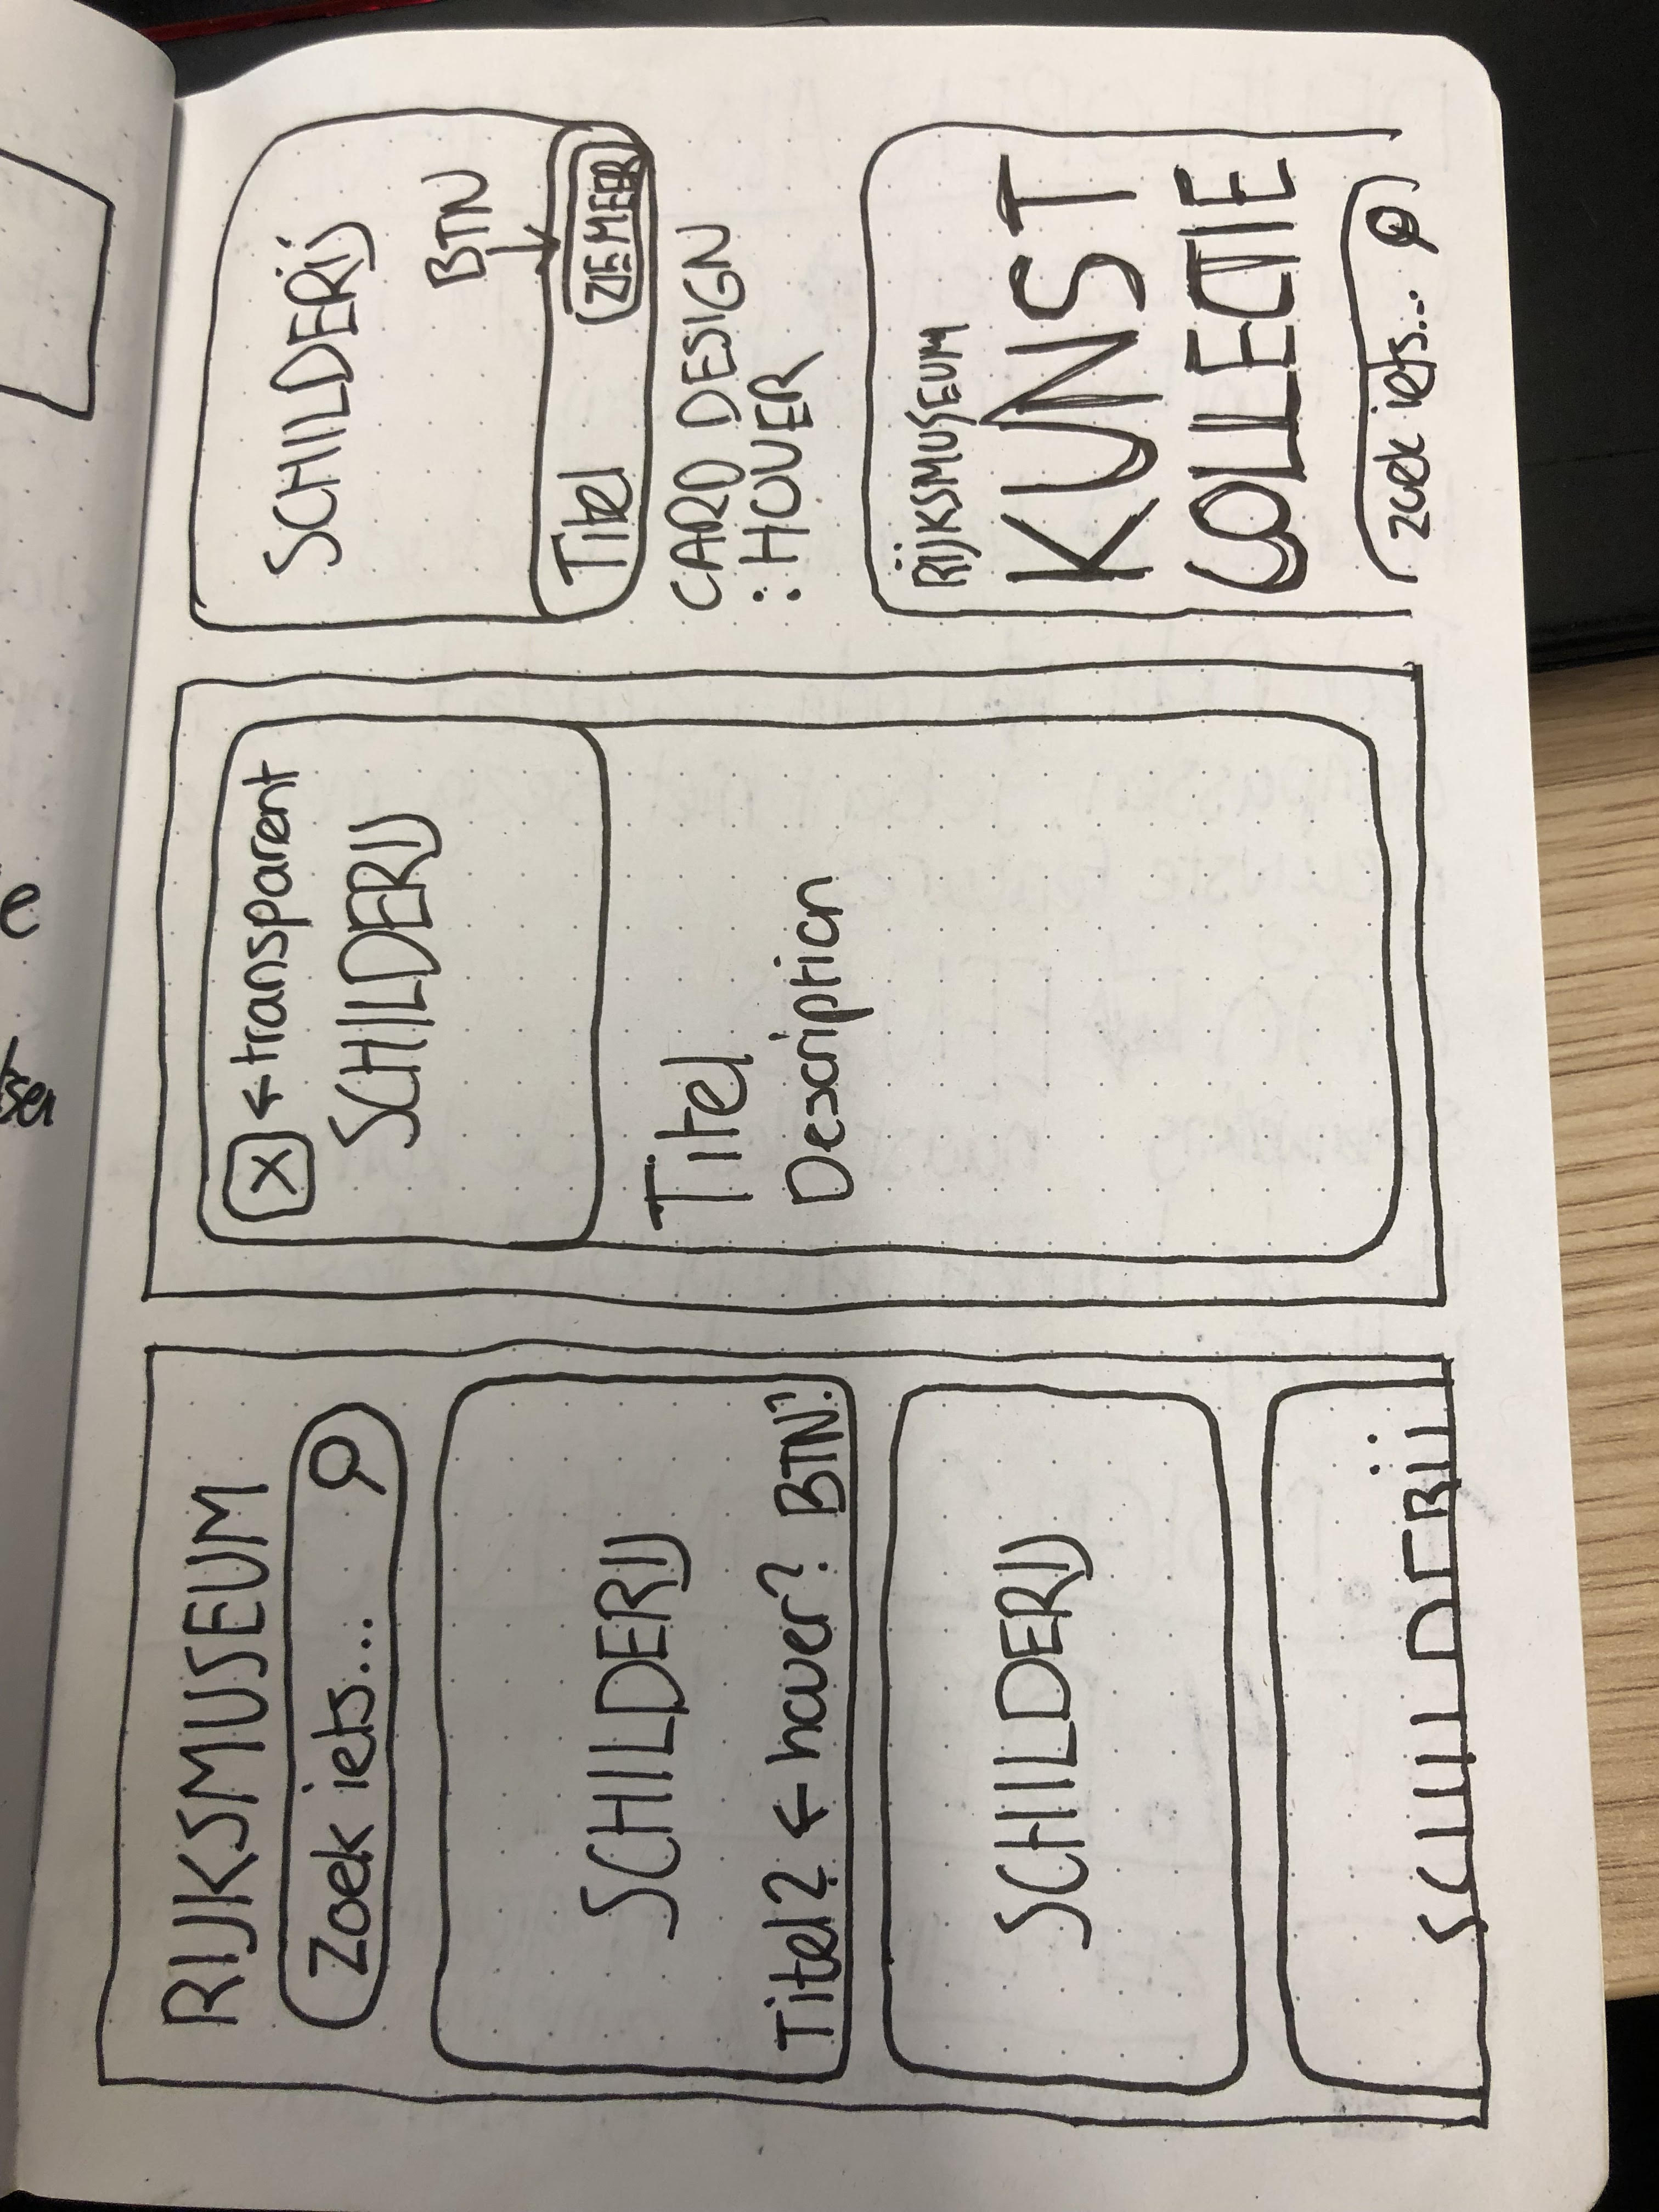 RIJKSMUSEUM
Zoek iets...
SCHILDERIJ
Titel? ← hover? BTN?
SCHILDERIJ
SCHILDERIJ
X ← transparent
SCHILDERIJ
Titel
Description
SCHILDERIJ
BTN
Titel ZIE MEER
CARD DESIGN
: HOVER
RIJKSMUSEUM
KUNST
COLLECTIE
zoek iets...